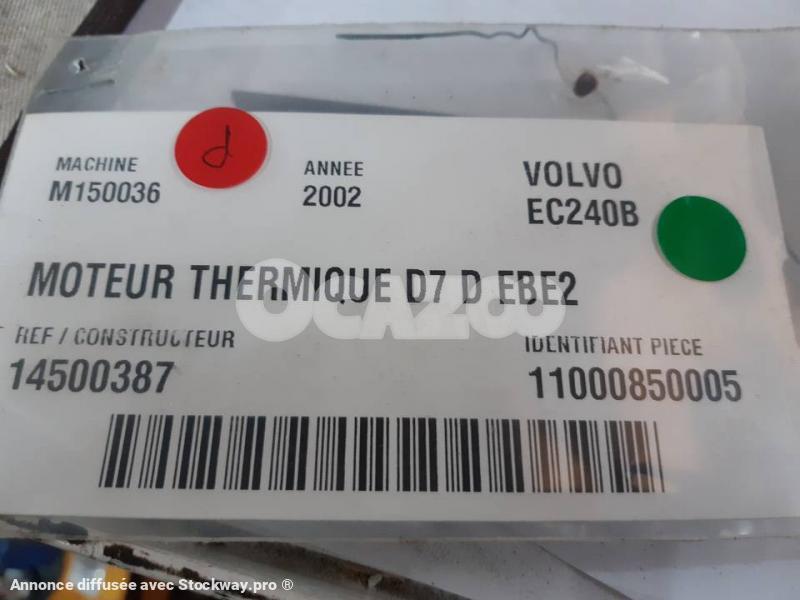 MACHINE
M150036
d
ANNEE
2002
VOLVO
EC240B
MOTEUR THERMIQUE D7 D EBE2
OCAZOO
REF / CONSTRUCTEUR
14500387
IDENTIFIANT PIECE
11000850005
Annonce diffusée avec Stockway.pro ®